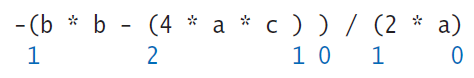 -(b * b - (4 * a * c ) ) / (2 * a)
1 2 1 0 1 0